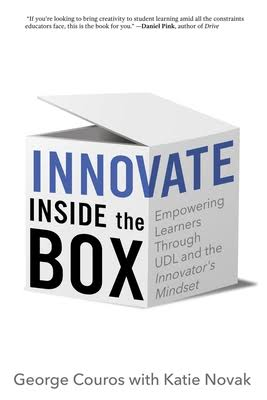 "If you're looking to bring creativity to student learning amid all the constraints
educators face, this is the book for you." —Daniel Pink, author of Drive
INNOVATE
INSIDE the
BOX
Empowering
Learners
Through
UDL and the
Innovator's
Mindset
George Couros with Katie Novak